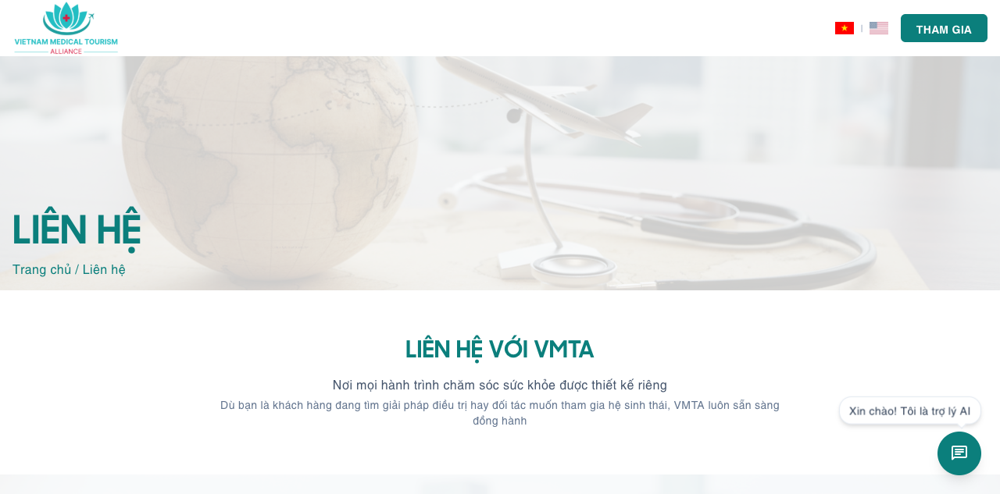 VIETNAM MEDICAL TOURISM
ALLIANCE
THAM GIA
LIÊN HỆ
Trang chủ / Liên hệ
LIÊN HỆ VỚI VMTA
Nơi mọi hành trình chăm sóc sức khỏe được thiết kế riêng
Dù bạn là khách hàng đang tìm giải pháp điều trị hay đối tác muốn tham gia hệ sinh thái, VMTA luôn sẵn sàng
đồng hành
Xin chào! Tôi là trợ lý AI